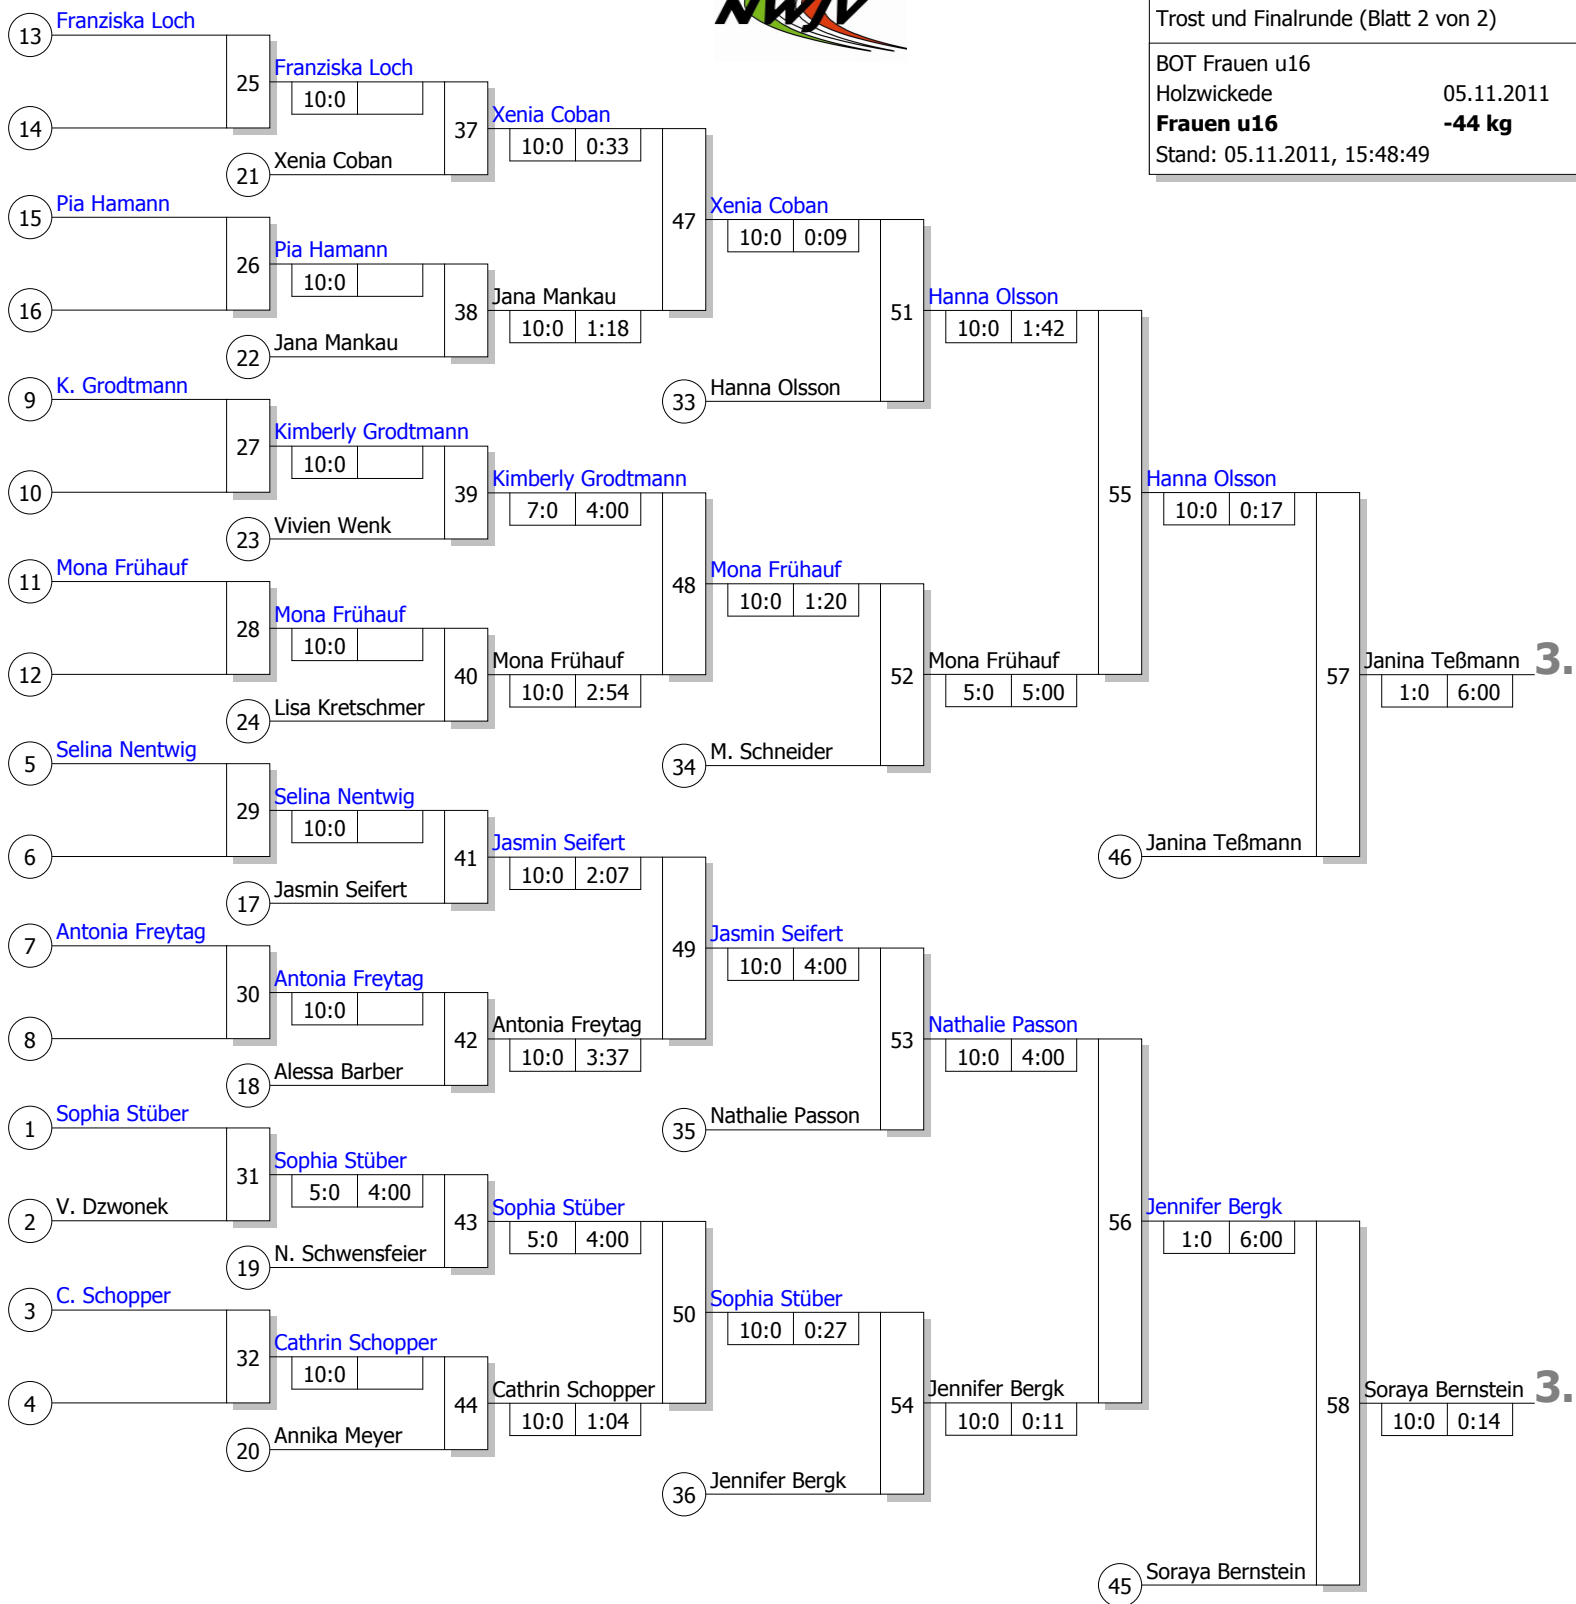 NWJV
Trost und Finalrunde (Blatt 2 von 2)
BOT Frauen u16
Holzwickede 05.11.2011
Frauen u16 -44 kg
Stand: 05.11.2011, 15:48:49
13 Franziska Loch
14
25 Franziska Loch
10:0
21 Xenia Coban
37 Xenia Coban
10:0 0:33
15 Pia Hamann
16
26 Pia Hamann
10:0
22 Jana Mankau
38 Jana Mankau
10:0 1:18
47 Xenia Coban
10:0 0:09
33 Hanna Olsson
51 Hanna Olsson
10:0 1:42
9 K. Grodtmann
10
27 Kimberly Grodtmann
10:0
23 Vivien Wenk
39 Kimberly Grodtmann
7:0 4:00
11 Mona Frühauf
12
28 Mona Frühauf
10:0
24 Lisa Kretschmer
40 Mona Frühauf
10:0 2:54
48 Mona Frühauf
10:0 1:20
34 M. Schneider
52 Mona Frühauf
5:0 5:00
55 Hanna Olsson
10:0 0:17
46 Janina Teßmann
57 Janina Teßmann 3.
1:0 6:00
5 Selina Nentwig
6
29 Selina Nentwig
10:0
17 Jasmin Seifert
41 Jasmin Seifert
10:0 2:07
7 Antonia Freytag
8
30 Antonia Freytag
10:0
18 Alessa Barber
42 Antonia Freytag
10:0 3:37
49 Jasmin Seifert
10:0 4:00
35 Nathalie Passon
53 Nathalie Passon
10:0 4:00
1 Sophia Stüber
2 V. Dzwonek
31 Sophia Stüber
5:0 4:00
19 N. Schwensfeier
43 Sophia Stüber
5:0 4:00
3 C. Schopper
4
32 Cathrin Schopper
10:0
20 Annika Meyer
44 Cathrin Schopper
10:0 1:04
50 Sophia Stüber
10:0 0:27
36 Jennifer Bergk
54 Jennifer Bergk
10:0 0:11
56 Jennifer Bergk
1:0 6:00
45 Soraya Bernstein
58 Soraya Bernstein 3.
10:0 0:14